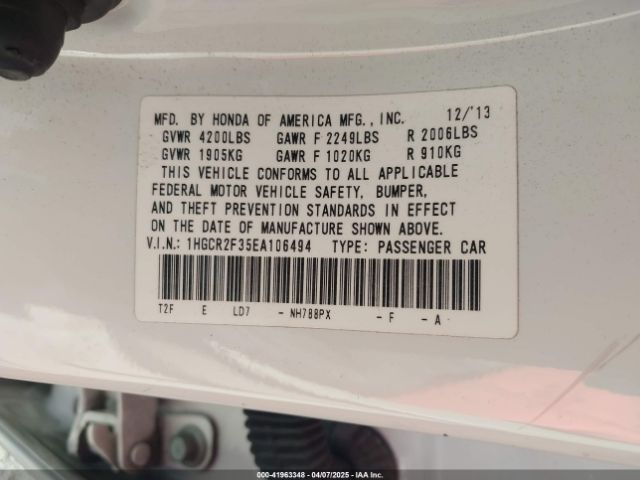 MFD. BY HONDA OF AMERICA MFG., INC. 12/'13
GVWR 4200LBS GAWR F 2249LBS R 2006LBS
GVWR 1905KG GAWR F 1020KG R 910KG
THIS VEHICLE CONFORMS TO ALL APPLICABLE
FEDERAL MOTOR VEHICLE SAFETY, BUMPER,
AND THEFT PREVENTION STANDARDS IN EFFECT
ON THE DATE OF MANUFACTURE SHOWN ABOVE.
V.I.N.: 1HGCR2F35EA106494 TYPE: PASSENGER CAR
T2F E LD7 - NH788PX - F - A
000-41963348 - 04/07/2025 - IAA Inc.